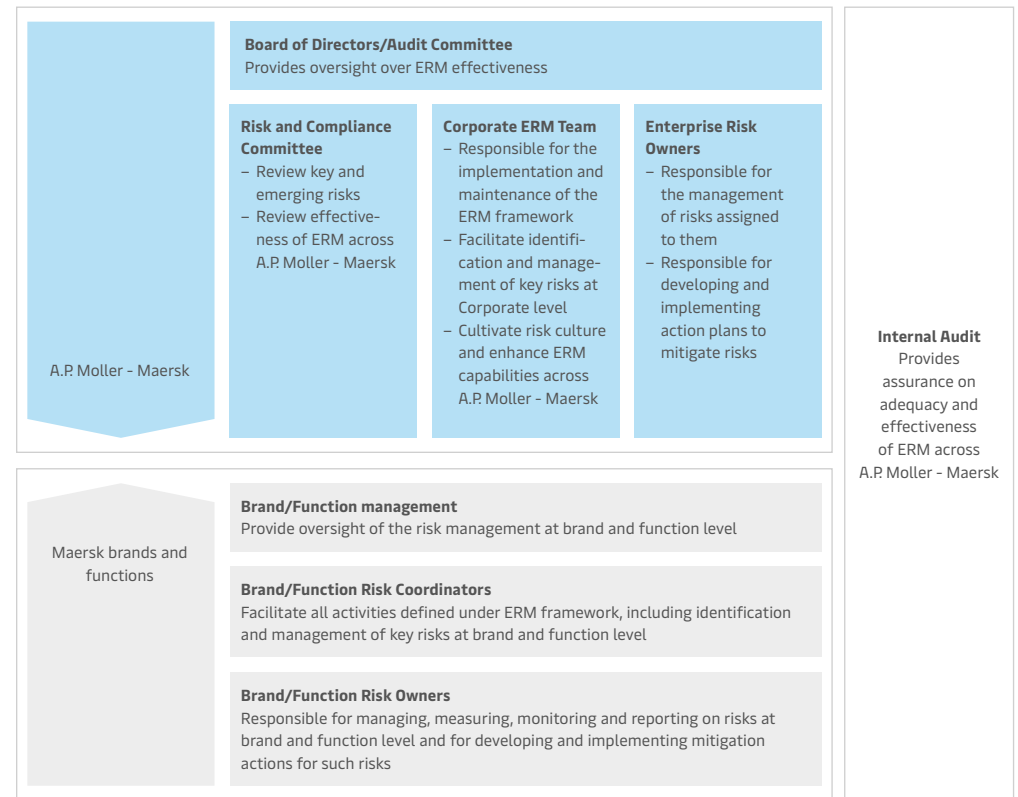 Board of Directors/Audit Committee
Provides oversight over ERM effectiveness
Risk and Compliance
Committee
– Review key and
emerging risks
– Review effective-
ness of ERM across
A.P. Moller - Maersk
Corporate ERM Team
– Responsible for the
implementation and
maintenance of the
ERM framework
– Facilitate identifi-
cation and manage-
ment of key risks at
Corporate level
– Cultivate risk culture
and enhance ERM
capabilities across
A.P. Moller - Maersk
Enterprise Risk
Owners
– Responsible for
the management
of risks assigned
to them
– Responsible for
developing and
implementing
action plans to
mitigate risks
A.P. Moller - Maersk
Internal Audit
Provides
assurance on
adequacy and
effectiveness
of ERM across
A.P. Moller - Maersk
Maersk brands and
functions
Brand/Function management
Provide oversight of the risk management at brand and function level
Brand/Function Risk Coordinators
Facilitate all activities defined under ERM framework, including identification
and management of key risks at brand and function level
Brand/Function Risk Owners
Responsible for managing, measuring, monitoring and reporting on risks at
brand and function level and for developing and implementing mitigation
actions for such risks